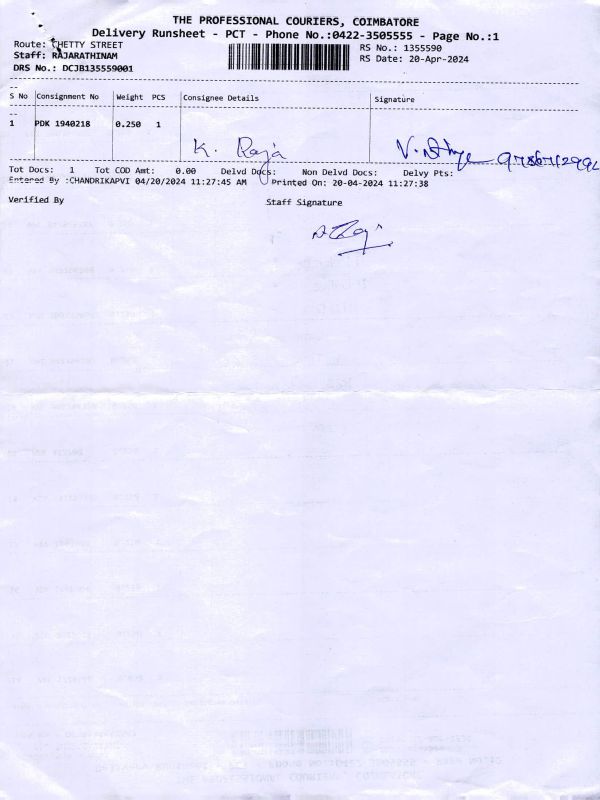 THE PROFESSIONAL COURIERS, COIMBATORE
Delivery Runsheet - PCT - Phone No.:0422-3505555 - Page No.:1
Route: CHETTY STREET
RS No.: 1355590
Staff: RAJARATHINAM
RS Date: 20-Apr-2024
DRS No.: DCJB135559001
S No Consignment No Weight PCS Consignee Details Signature
1 PDK 1940218 0.250 1
K. Raja
Tot Docs: 1 Tot COD Amt: 0.00 Delvd Docs: Non Delvd Docs: Delvy Pts:
Entered By :CHANDRIKAPVI 04/20/2024 11:27:45 AM Printed On: 20-04-2024 11:27:38
Verified By Staff Signature